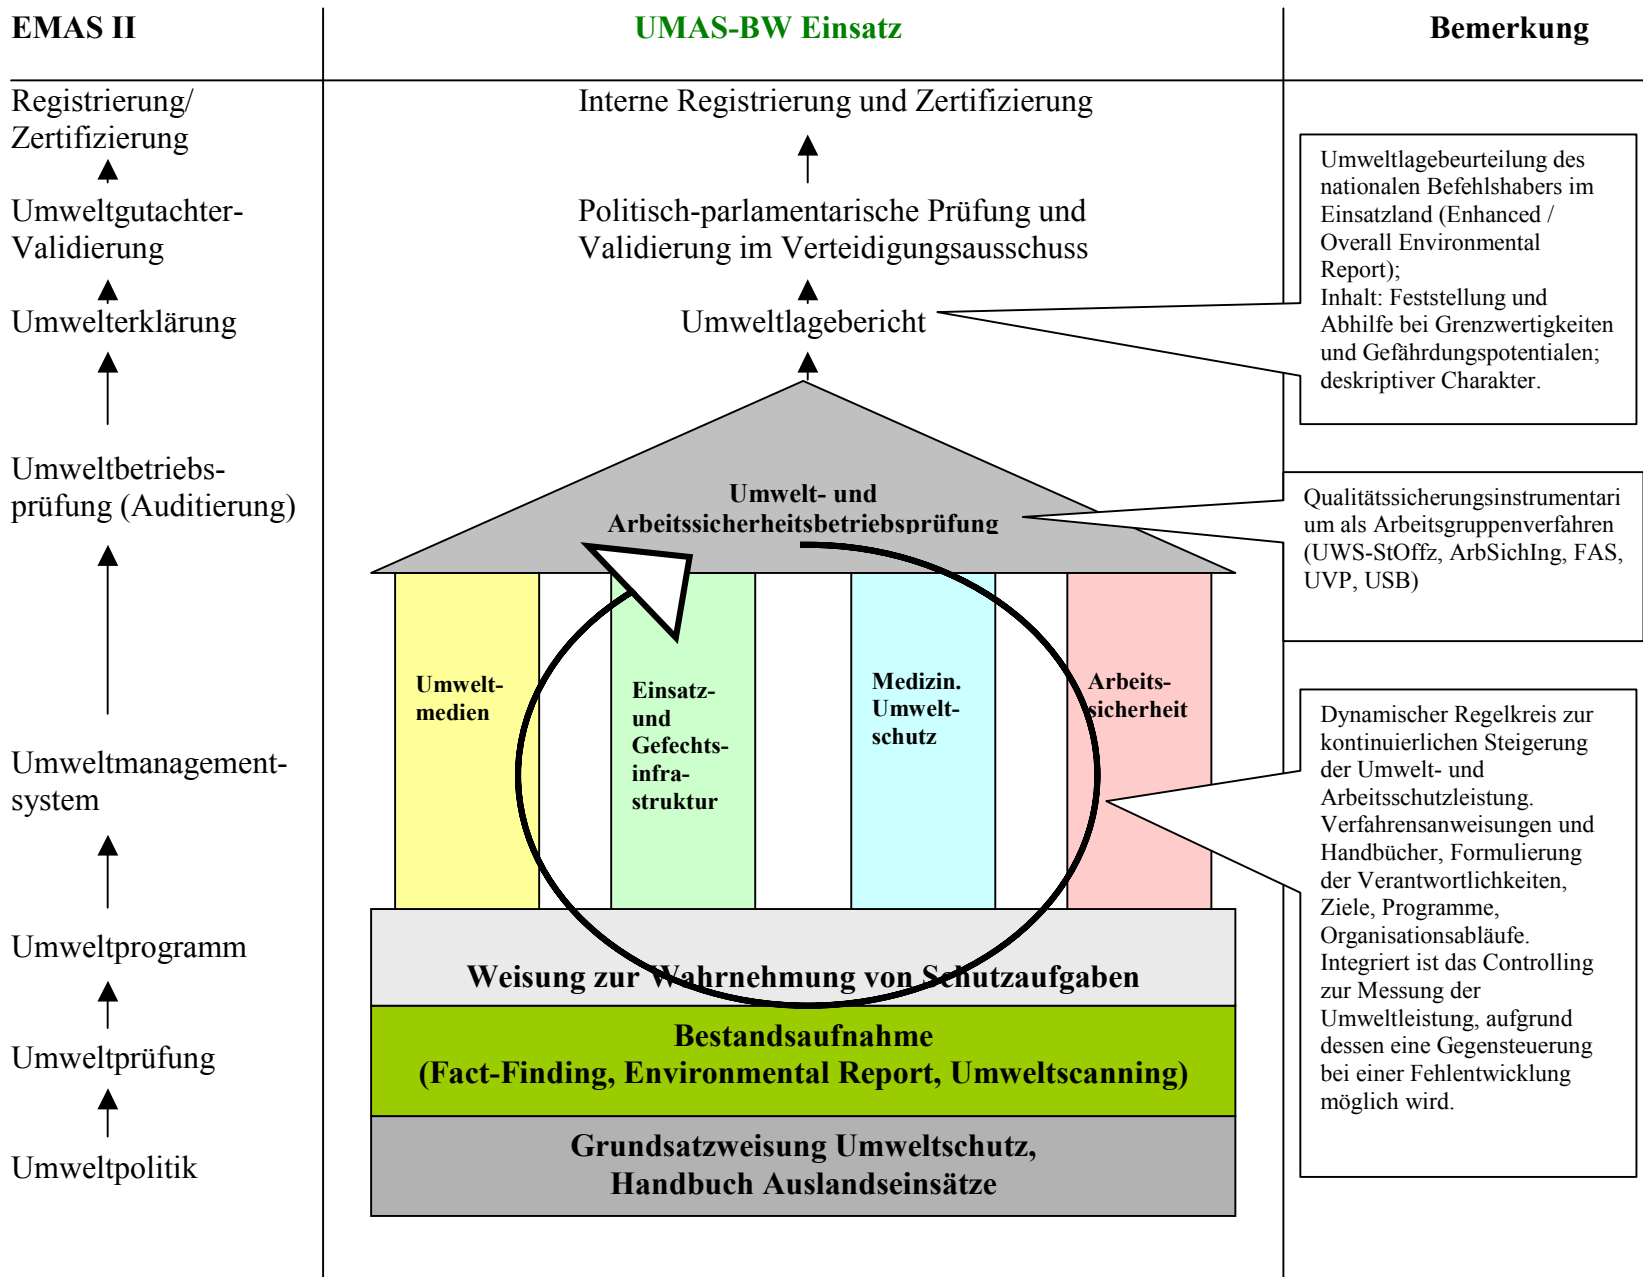 EMAS II
UMAS-BW Einsatz
Bemerkung
Registrierung/
Zertifizierung
Umweltgutachter-
Validierung
Umwelterklärung
Umweltbetriebs-
prüfung (Auditierung)
Umweltmanagement-
system
Umweltprogramm
Umweltprüfung
Umweltpolitik
Interne Registrierung und Zertifizierung
Politisch-parlamentarische Prüfung und
Validierung im Verteidigungsausschuss
Umweltlagebericht
Umwelt- und
Arbeitssicherheitsbetriebsprüfung
Umwelt-
medien
Einsatz-
und
Gefechts-
infra-
struktur
Medizin.
Umwelt-
schutz
Arbeits-
sicherheit
Weisung zur Wahrnehmung von Schutzaufgaben
Bestandsaufnahme
(Fact-Finding, Environmental Report, Umweltscanning)
Grundsatzweisung Umweltschutz,
Handbuch Auslandseinsätze
Umweltlagebeurteilung des
nationalen Befehlshabers im
Einsatzland (Enhanced /
Overall Environmental
Report);
Inhalt: Feststellung und
Abhilfe bei Grenzwertigkeiten
und Gefährdungspotentialen;
deskriptiver Charakter.
Qualitätssicherungsinstrumentari
um als Arbeitsgruppenverfahren
(UWS-StOffz, ArbSichIng, FAS,
UVP, USB)
Dynamischer Regelkreis zur
kontinuierlichen Steigerung
der Umwelt- und
Arbeitsschutzleistung.
Verfahrensanweisungen und
Handbücher, Formulierung
der Verantwortlichkeiten,
Ziele, Programme,
Organisationsabläufe.
Integriert ist das Controlling
zur Messung der
Umweltleistung, aufgrund
dessen eine Gegensteuerung
bei einer Fehlentwicklung
möglich wird.